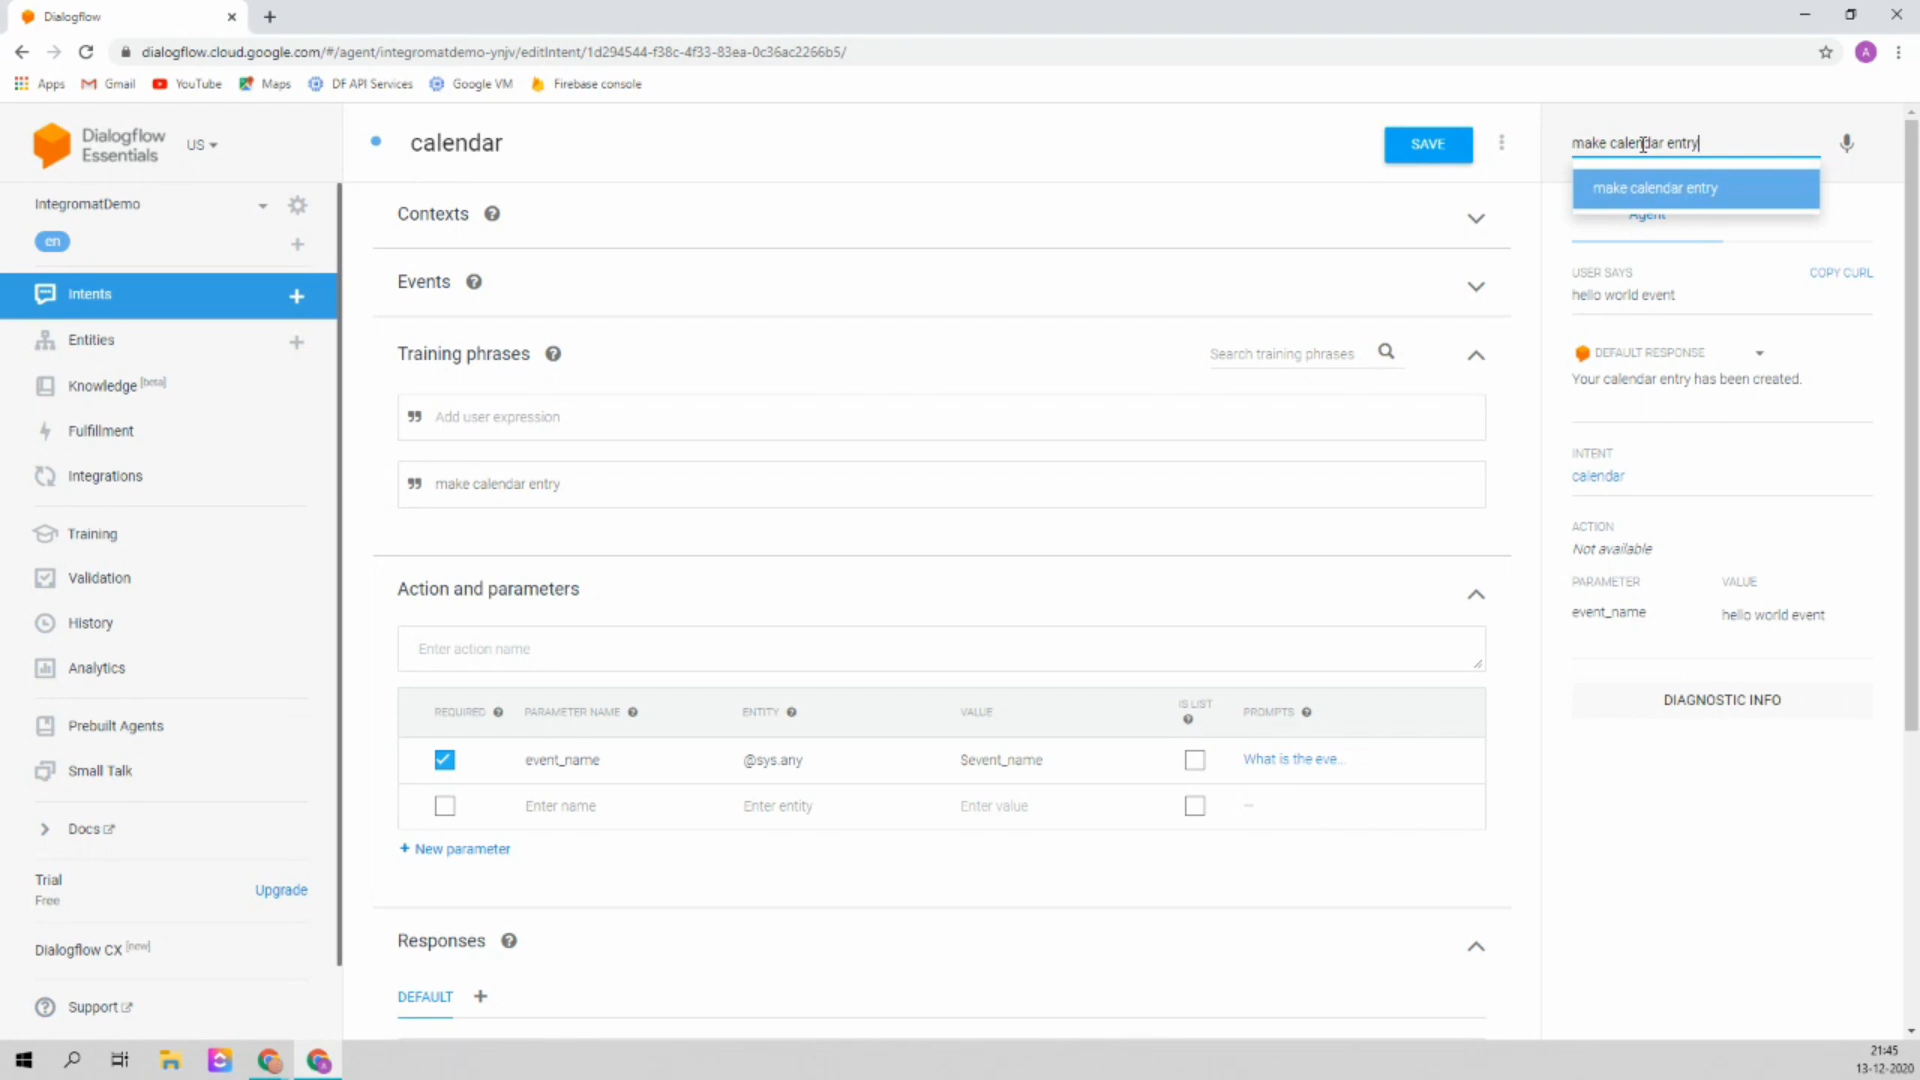 Dialogflow
dialogflow.cloud.google.com/#/agent/integromatdemo-ynjv/editIntent/1d294544-f38c-4f33-83ea-0c36ac2266b5/
A
Apps Gmail YouTube Maps DF API Services Google VM Firebase console
Dialogflow
Essentials
US
IntegromatDemo
en
Intents
Entities
Knowledge [beta]
Fulfillment
Integrations
Training
Validation
History
Analytics
Prebuilt Agents
Small Talk
Docs
Trial
Free
Upgrade
Dialogflow CX [new]
Support
calendar
SAVE
Contexts
Events
Training phrases
Search training phrases
Add user expression
make calendar entry
Action and parameters
Enter action name
REQUIRED PARAMETER NAME ENTITY VALUE IS LIST PROMPTS
event_name @sys.any $event_name What is the eve...
Enter name Enter entity Enter value —
+ New parameter
Responses
DEFAULT
make calendar entry
make calendar entry
Agent
USER SAYS COPY CURL
hello world event
DEFAULT RESPONSE
Your calendar entry has been created.
INTENT
calendar
ACTION
Not available
PARAMETER VALUE
event_name hello world event
DIAGNOSTIC INFO
21:45
13-12-2020